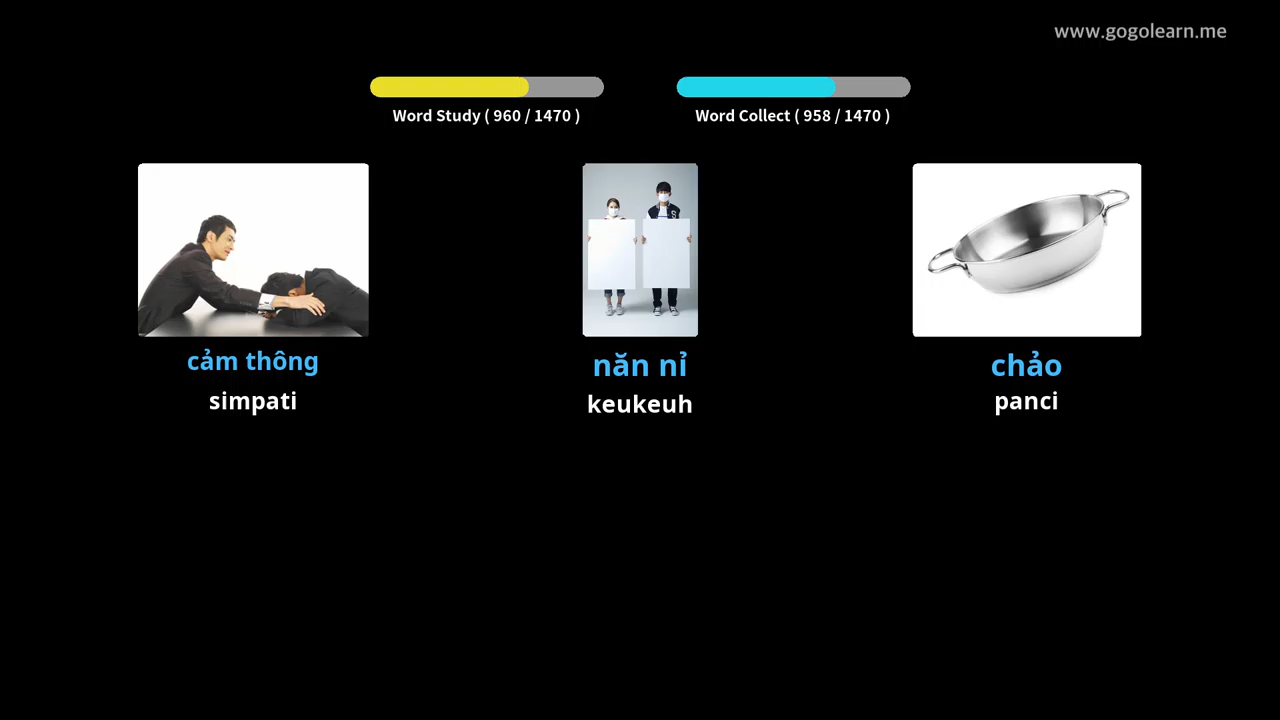 www.gogolearn.me
Word Study ( 960 / 1470 )
Word Collect ( 958 / 1470 )
cảm thông
simpati
năn nỉ
keukeuh
chảo
panci